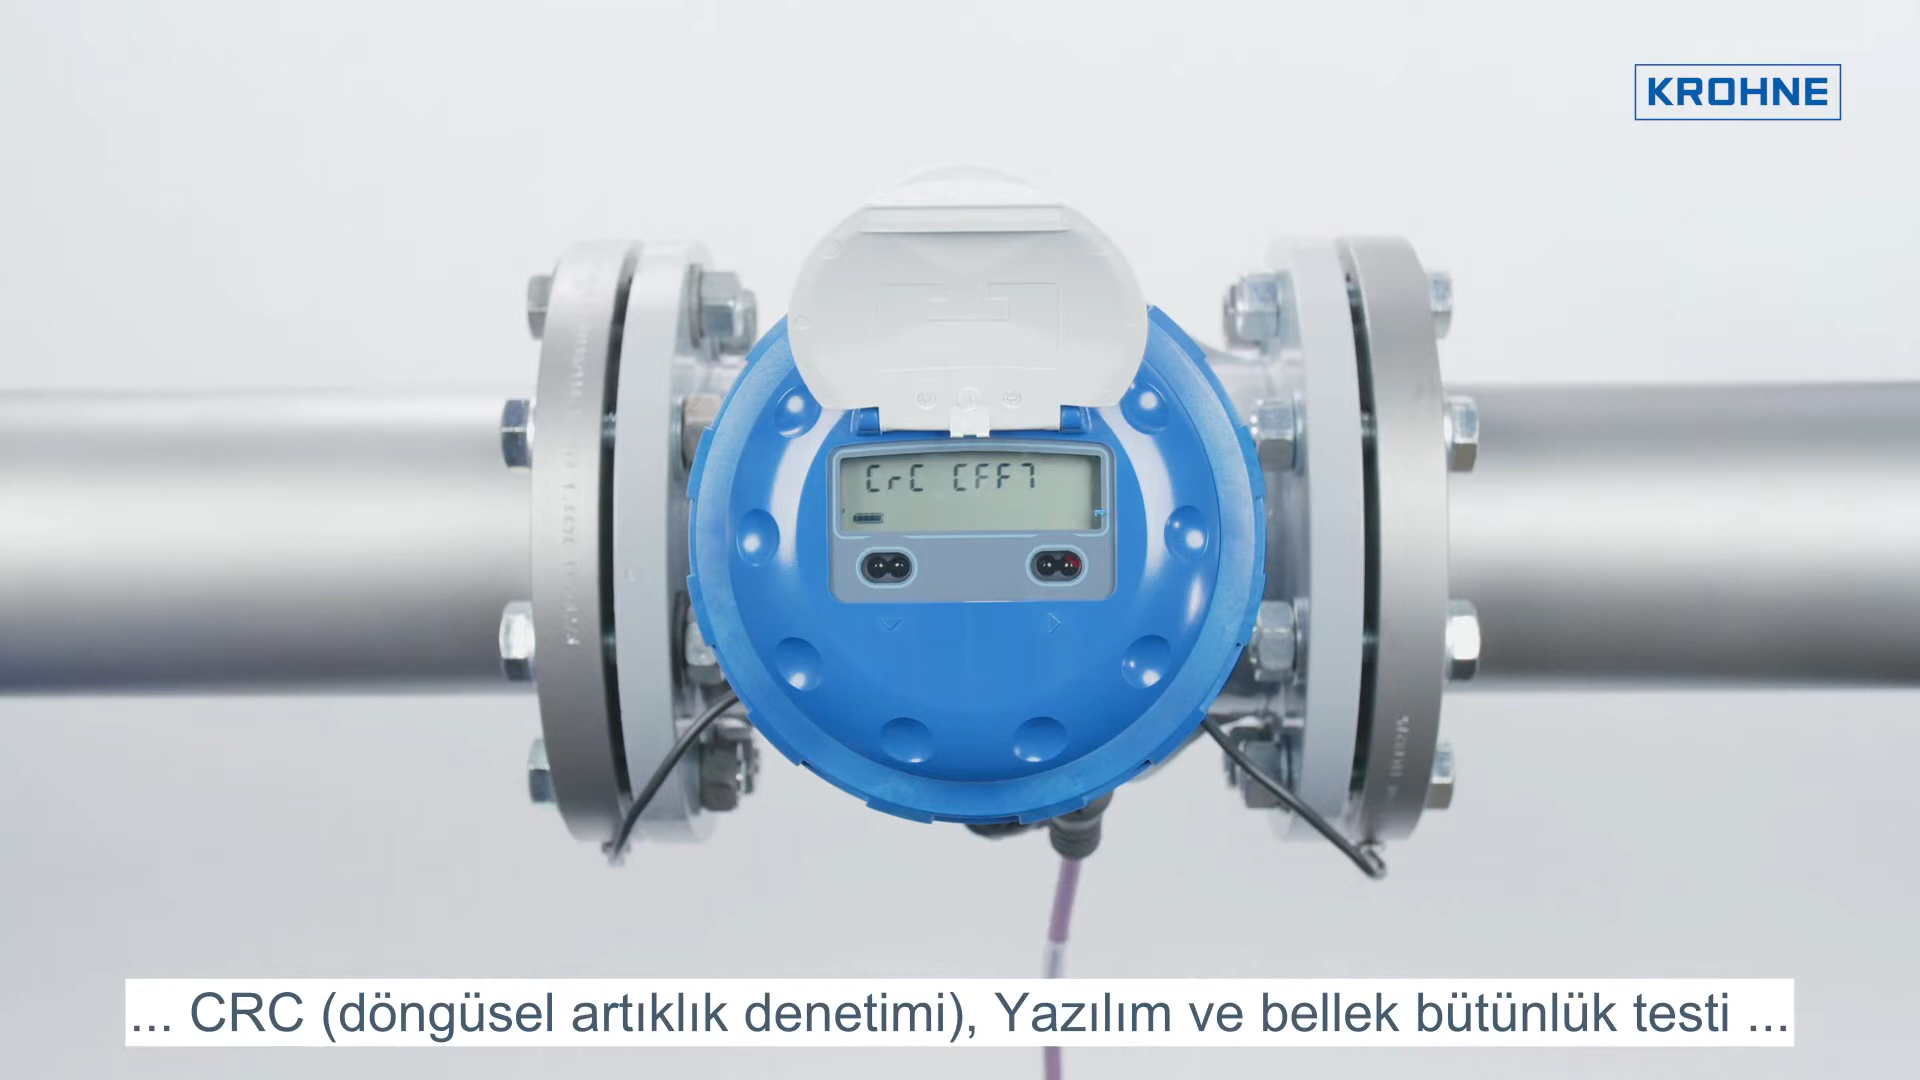 KROHNE
CrC CFF7
... CRC (döngüsel artıklık denetimi), Yazılım ve bellek bütünlük testi ...